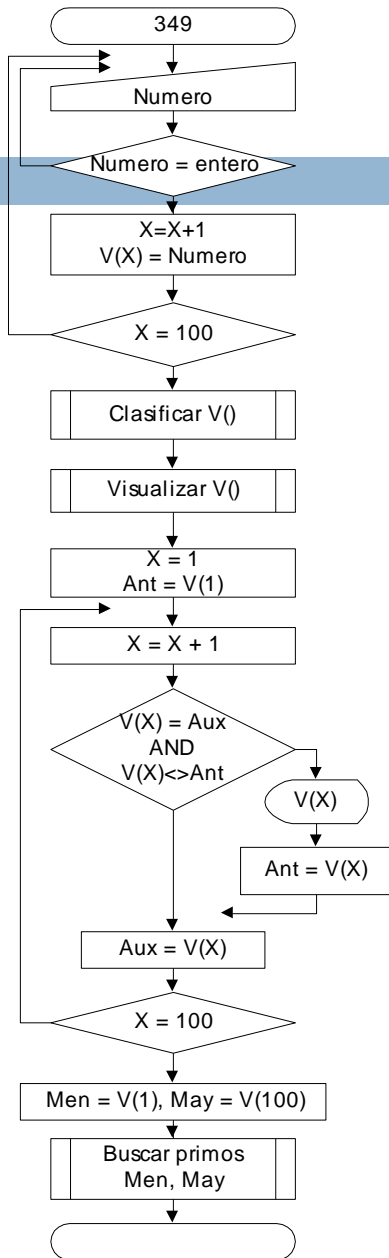 349
Numero
Numero = entero
X=X+1
V(X) = Numero
X = 100
Clasificar V()
Visualizar V()
X = 1
Ant = V(1)
X = X + 1
V(X) = Aux
AND
V(X)<>Ant
V(X)
Ant = V(X)
Aux = V(X)
X = 100
Men = V(1), May = V(100)
Buscar primos
Men, May